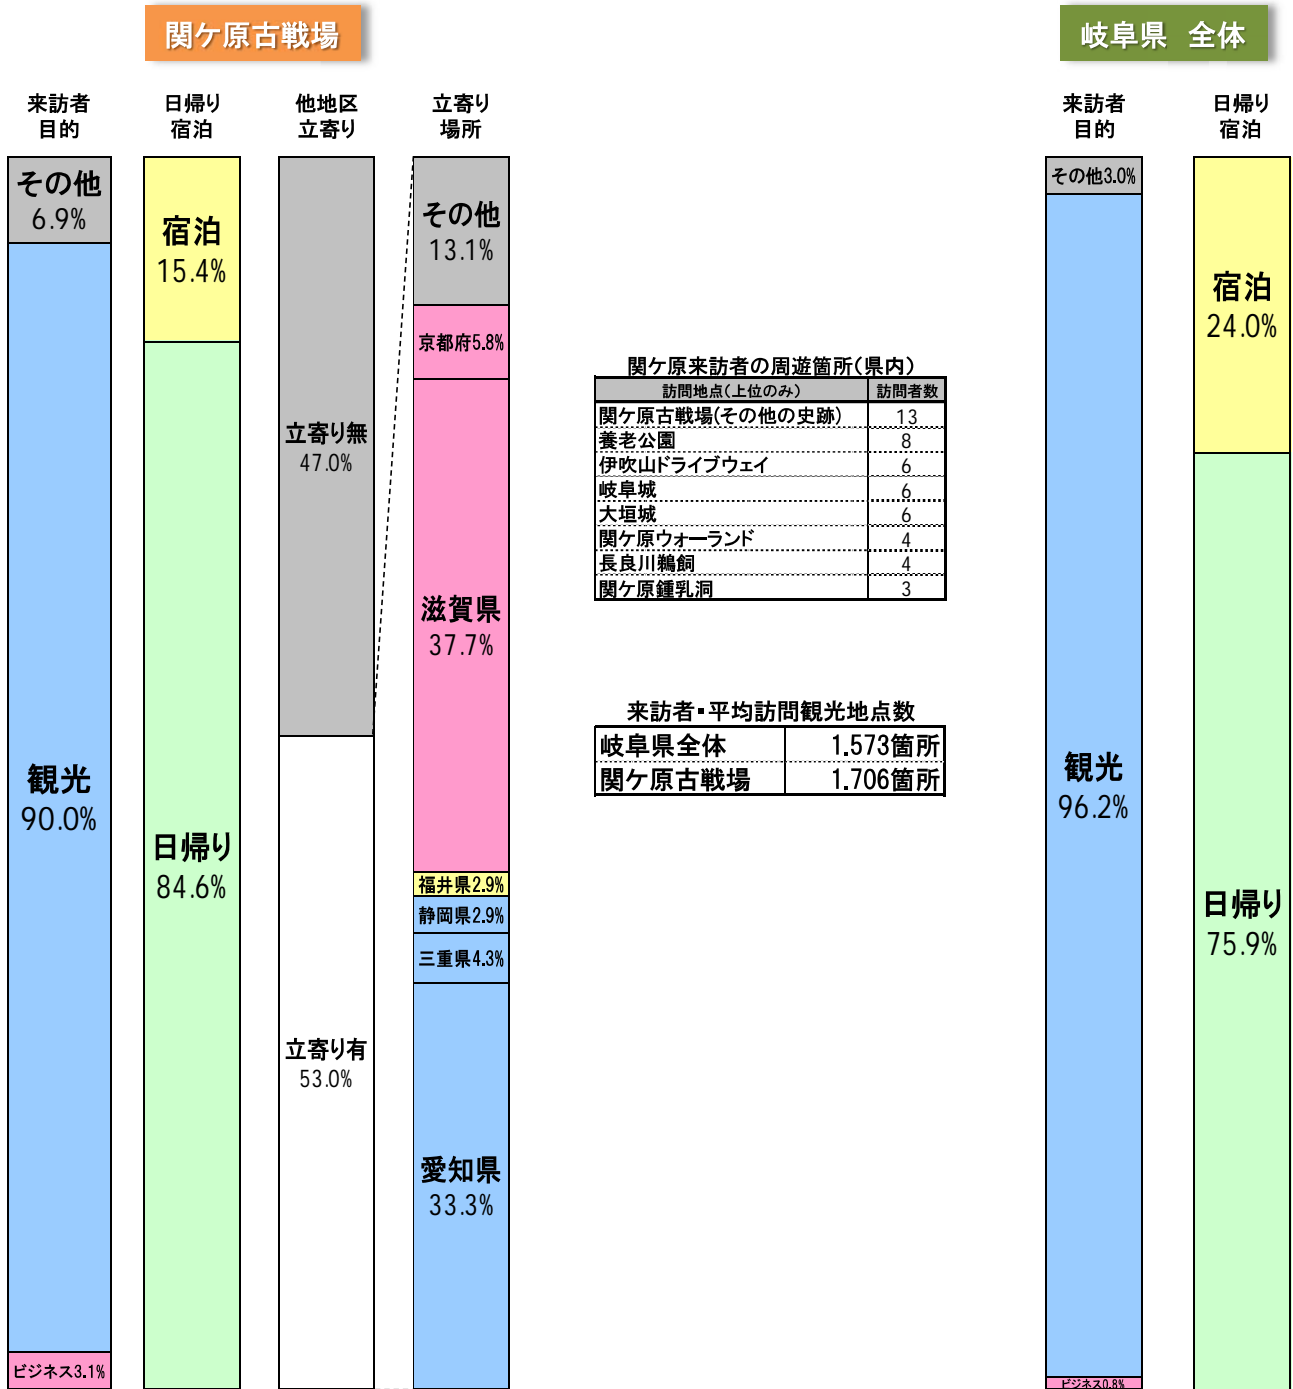 関ケ原古戦場
岐阜県　全体
来訪者
目的
日帰り
宿泊
他地区
立寄り
立寄り
場所
来訪者
目的
日帰り
宿泊
その他
6.9%
観光
90.0%
ビジネス3.1%
宿泊
15.4%
日帰り
84.6%
立寄り無
47.0%
立寄り有
53.0%
その他
13.1%
京都府5.8%
滋賀県
37.7%
福井県2.9%
静岡県2.9%
三重県4.3%
愛知県
33.3%
関ケ原来訪者の周遊箇所(県内)
訪問地点(上位のみ) 訪問者数
関ケ原古戦場(その他の史跡) 13
養老公園 8
伊吹山ドライブウェイ 6
岐阜城 6
大垣城 6
関ケ原ウォーランド 4
長良川鵜飼 4
関ケ原鍾乳洞 3
来訪者・平均訪問観光地点数
岐阜県全体 1.573箇所
関ケ原古戦場 1.706箇所
その他3.0%
観光
96.2%
ビジネス0.8%
宿泊
24.0%
日帰り
75.9%